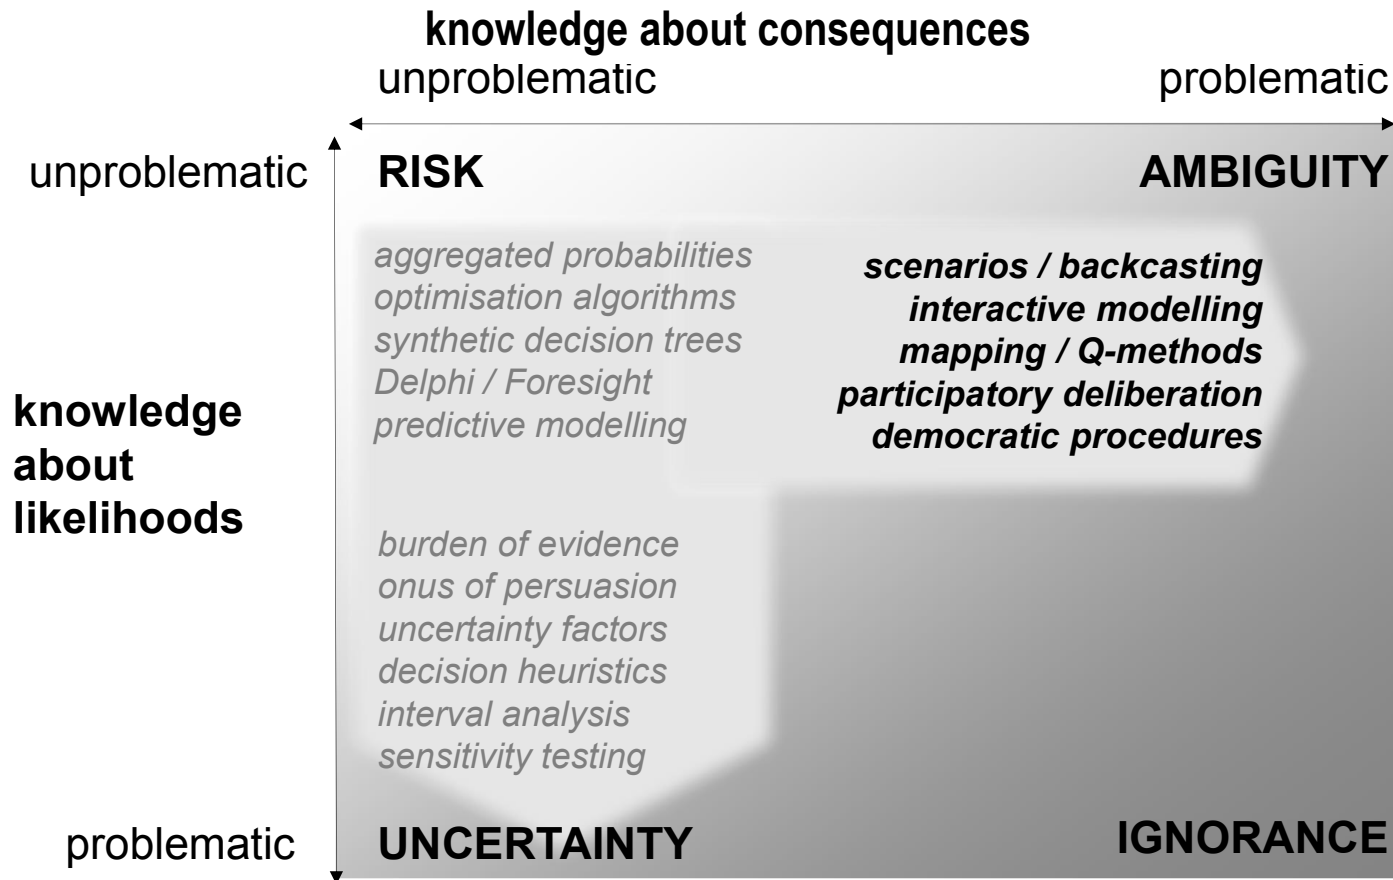 knowledge about consequences
unproblematic problematic
unproblematic RISK AMBIGUITY
aggregated probabilities
optimisation algorithms
synthetic decision trees
Delphi / Foresight
predictive modelling
scenarios / backcasting
interactive modelling
mapping / Q-methods
participatory deliberation
democratic procedures
knowledge
about
likelihoods
burden of evidence
onus of persuasion
uncertainty factors
decision heuristics
interval analysis
sensitivity testing
problematic UNCERTAINTY IGNORANCE